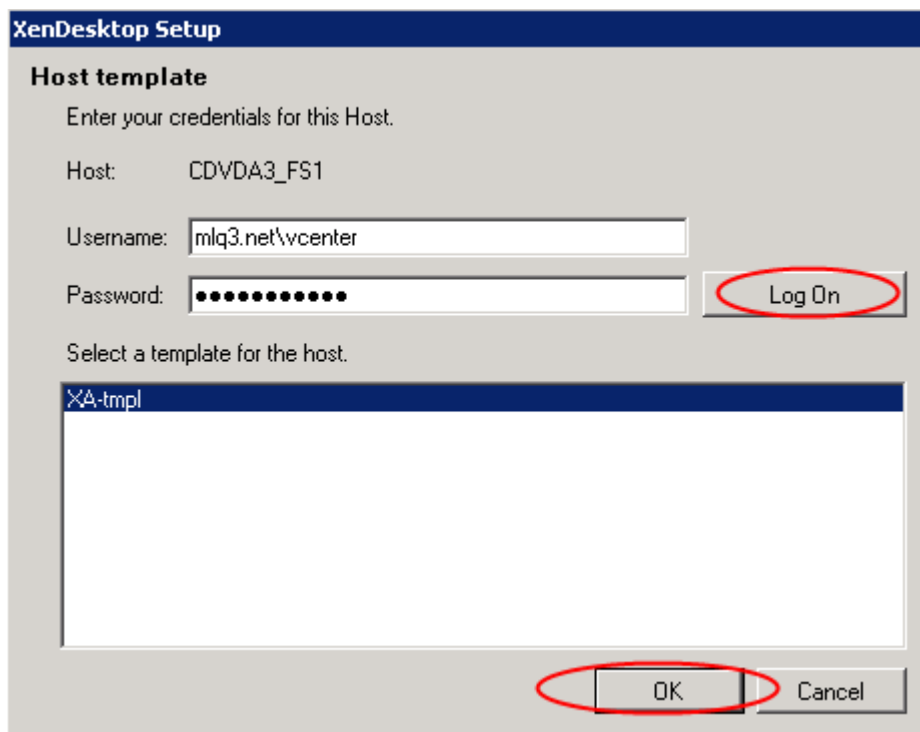 XenDesktop Setup
Host template
Enter your credentials for this Host.
Host: CDVDA3_FS1
Username: mlq3.net\vcenter
Password: ●●●●●●●●●●●
Log On
Select a template for the host.
XA-tmpl
OK Cancel